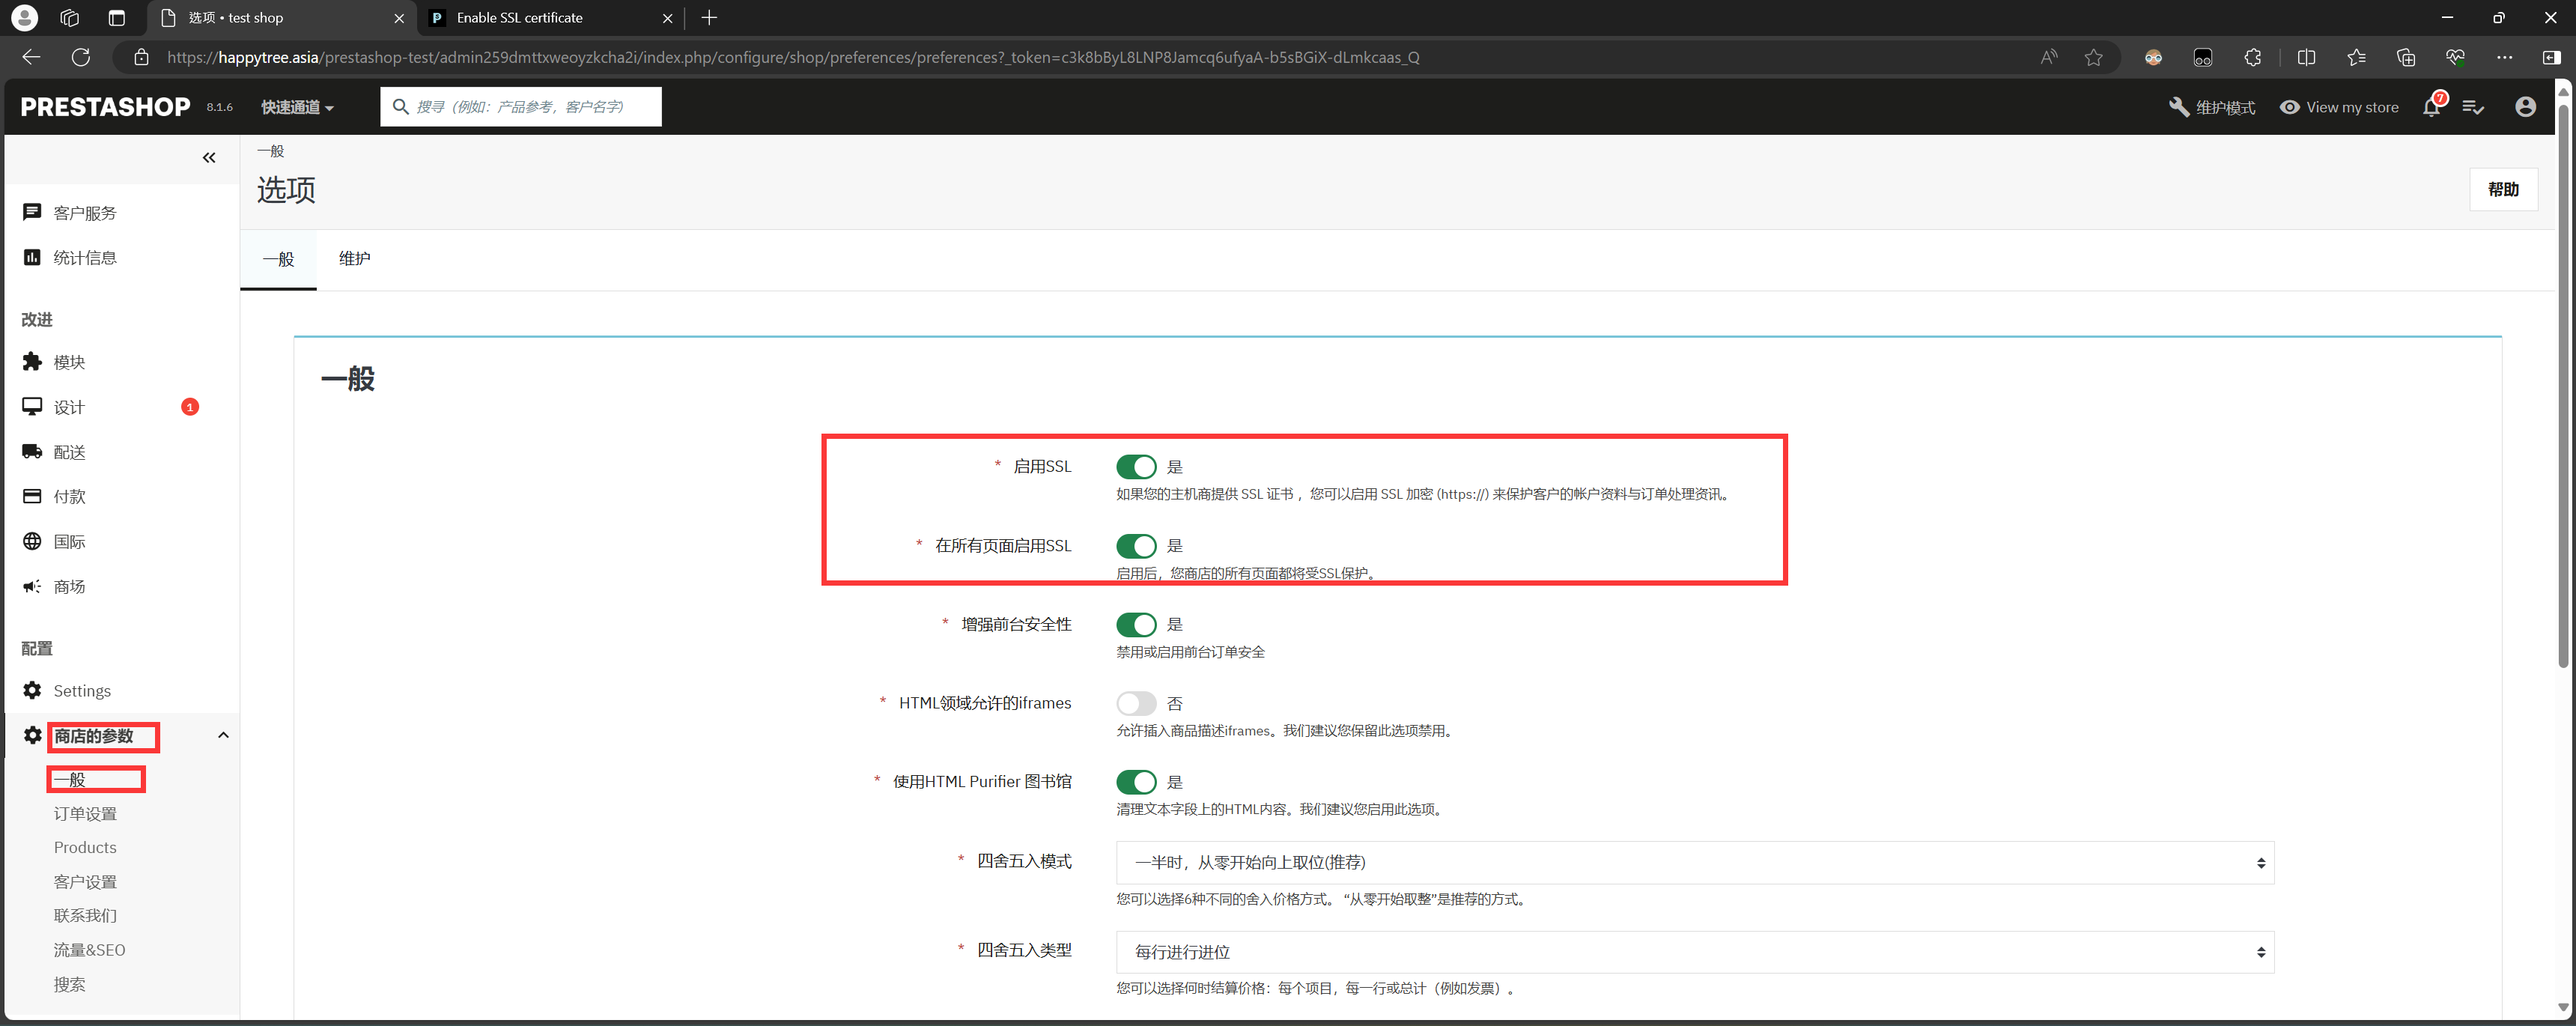 选项 • test shop
Enable SSL certificate
https://happytree.asia/prestashop-test/admin259dmttxweoyzkcha2i/index.php/configure/shop/preferences/preferences?_token=c3k8bByL8LNP8Jamcq6ufyaA-b5sBGiX-dLmkcaas_Q
PRESTASHOP 8.1.6 快速通道 搜寻（例如：产品参考，客户名字） 维护模式 View my store 7
一般
选项
帮助
一般 维护
客户服务
统计信息
改进
模块
设计 1
配送
付款
国际
商场
配置
Settings
商店的参数
一般
订单设置
Products
客户设置
联系我们
流量&SEO
搜索
一般
* 启用SSL 是
如果您的主机商提供 SSL 证书 ，您可以启用 SSL 加密 (https://) 来保护客户的帐户资料与订单处理资讯。
* 在所有页面启用SSL 是
启用后，您商店的所有页面都将受SSL保护。
* 增强前台安全性 是
禁用或启用前台订单安全
* HTML领域允许的iframes 否
允许插入商品描述iframes。我们建议您保留此选项禁用。
* 使用HTML Purifier 图书馆 是
清理文本字段上的HTML内容。我们建议您启用此选项。
* 四舍五入模式 一半时，从零开始向上取位(推荐)
您可以选择6种不同的舍入价格方式。 “从零开始取整”是推荐的方式。
* 四舍五入类型 每行进行进位
您可以选择何时结算价格：每个项目，每一行或总计（例如发票）。